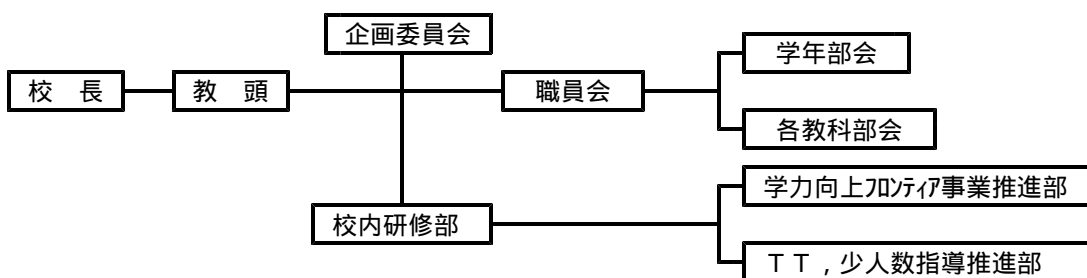 企画委員会
学年部会
校　長
教　頭
職員会
各教科部会
学力向上ﾌﾛﾝﾃｨｱ事業推進部
校内研修部
ＴＴ，少人数指導推進部